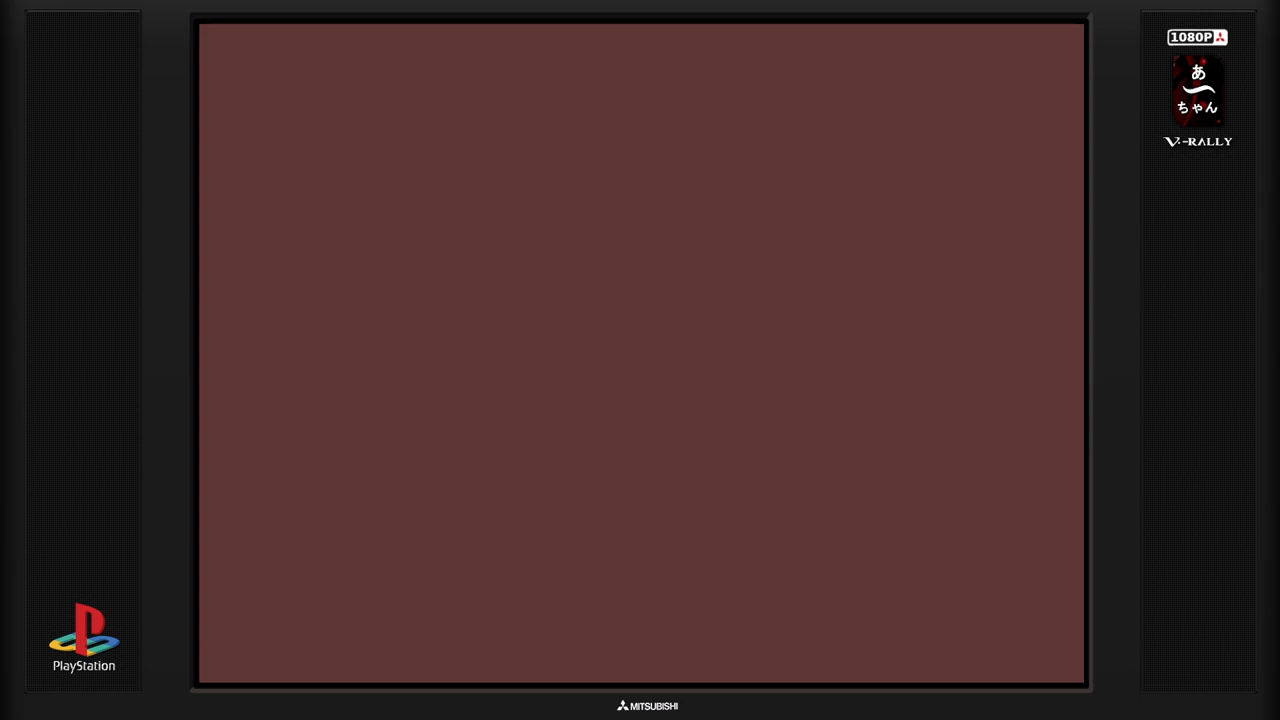 1080P
あ
ー
ちゃん
V-RALLY
PlayStation
MITSUBISHI